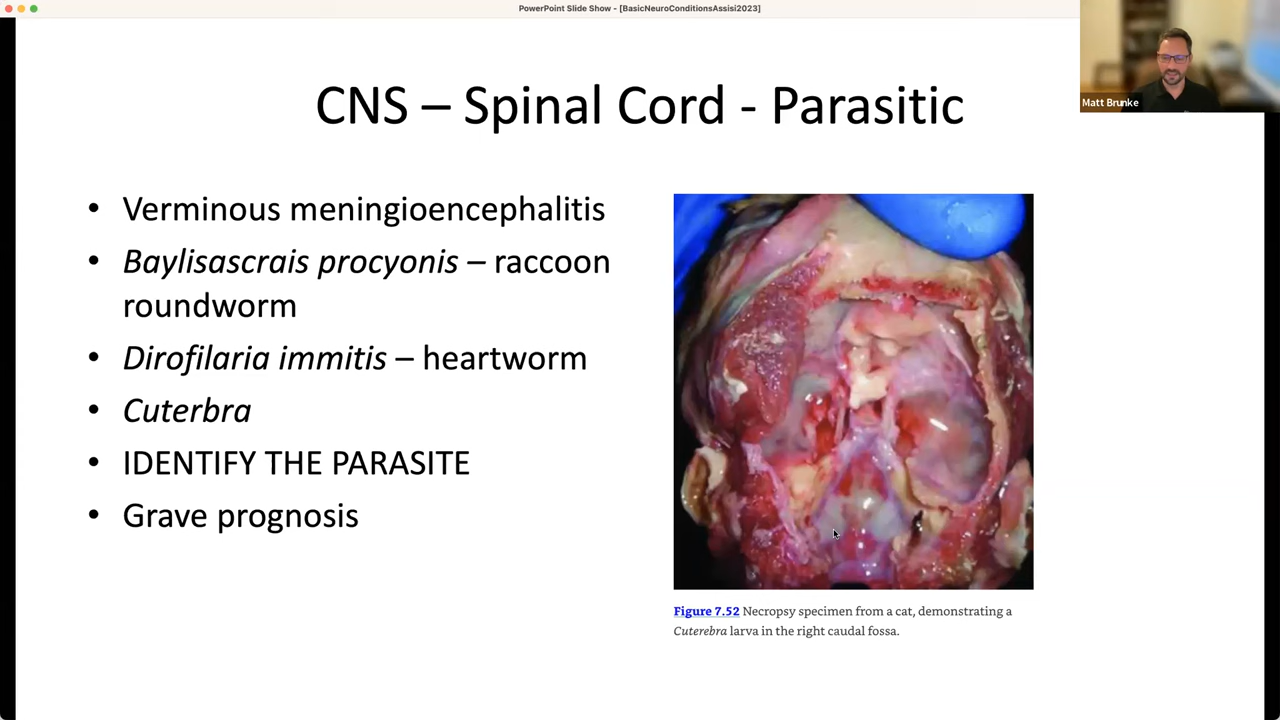 PowerPoint Slide Show - [BasicNeuroConditionsAssisi2023]
Matt Brunke
CNS – Spinal Cord - Parasitic
• Verminous meningioencephalitis
• Baylisascrais procyonis – raccoon
roundworm
• Dirofilaria immitis – heartworm
• Cuterbra
• IDENTIFY THE PARASITE
• Grave prognosis
Figure 7.52 Necropsy specimen from a cat, demonstrating a
Cuterebra larva in the right caudal fossa.